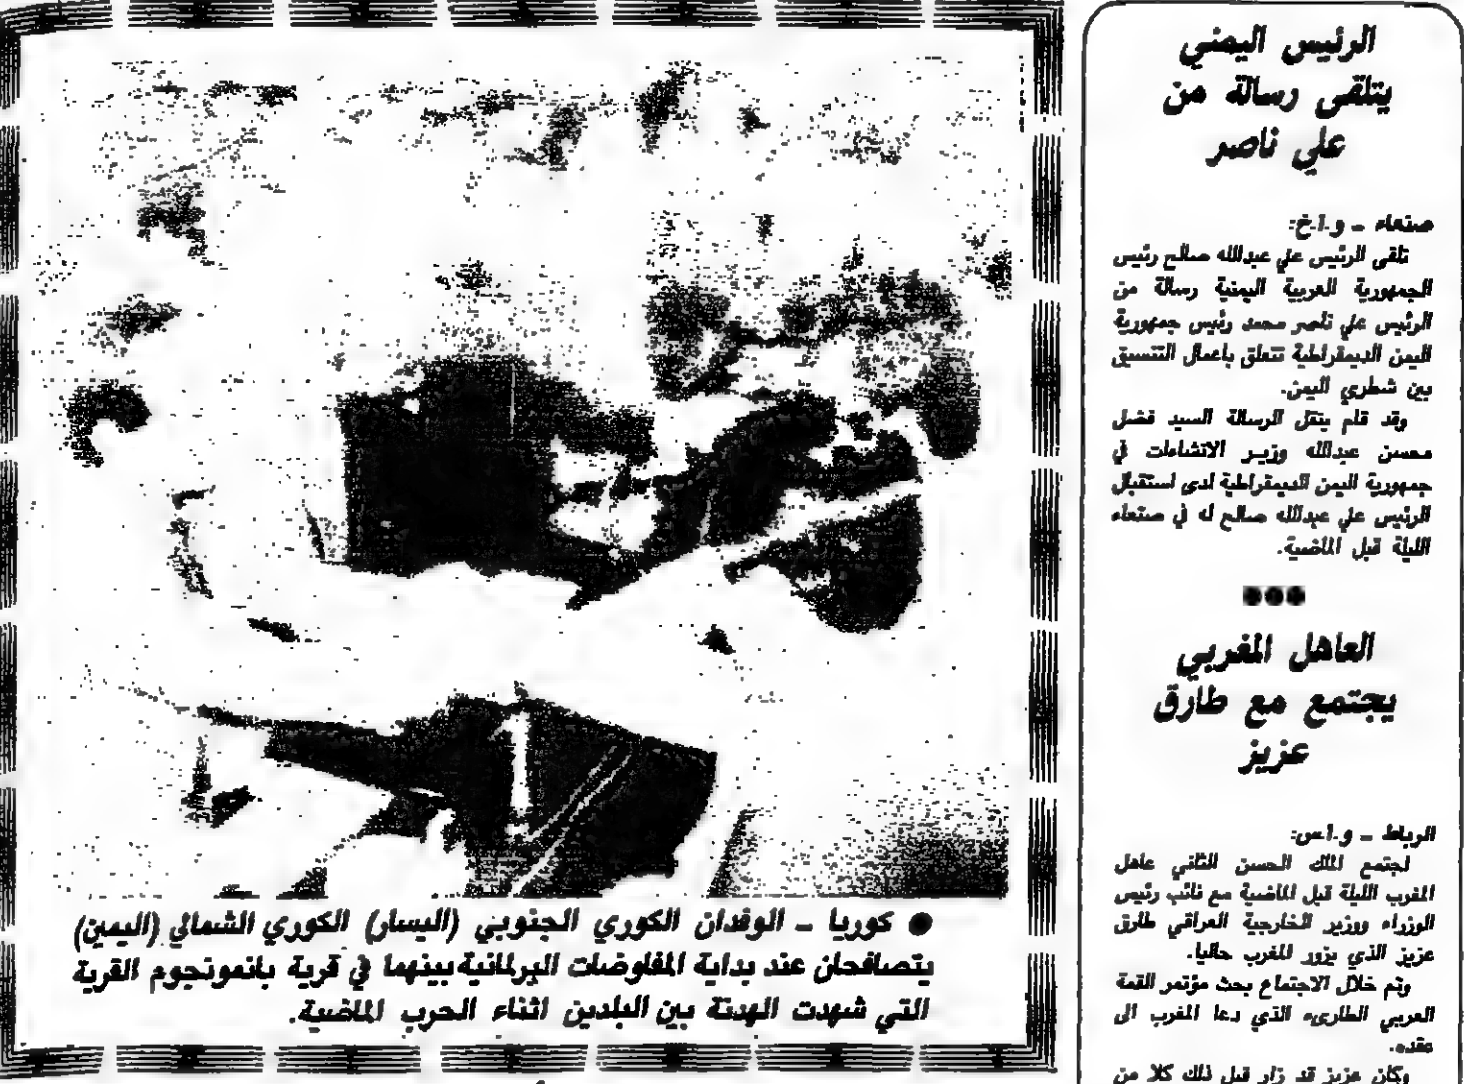 الرئيس اليمني
يتلقى رسالة من
علي ناصر
صنعاء ـ و.ا.خ:
تلقى الرئيس علي عبدالله صالح رئيس
الجمهورية العربية اليمنية رسالة من
الرئيس علي ناصر محمد رئيس جمهورية
اليمن الديمقراطية تتعلق باعمال التنسيق
بين شطري اليمن.
وقد قام بنقل الرسالة السيد فضل
محسن عبدالله وزير الانشاءات في
جمهورية اليمن الديمقراطية لدى استقبال
الرئيس علي عبدالله صالح له في صنعاء
الليلة قبل الماضية.
●●●
العاهل المغربي
يجتمع مع طارق
عزيز
الرباط ـ و.ا.س:
اجتمع الملك الحسن الثاني عاهل
المغرب الليلة قبل الماضية مع نائب رئيس
الوزراء ووزير الخارجية العراقي طارق
عزيز الذي يزور المغرب حاليا.
وتم خلال الاجتماع بحث مؤتمر القمة
العربي الطارىء الذي دعا المغرب الى
عقده.
وكان عزيز قد زار قبل ذلك كلا من
● كوريا ـ الوفدان الكوري الجنوبي (اليسار) الكوري الشمالي (اليمين)
يتصافحان عند بداية المفاوضات البرلمانية بينهما في قرية بانمونجوم القرية
التي شهدت الهدنة بين البلدين اثناء الحرب الماضية.
1